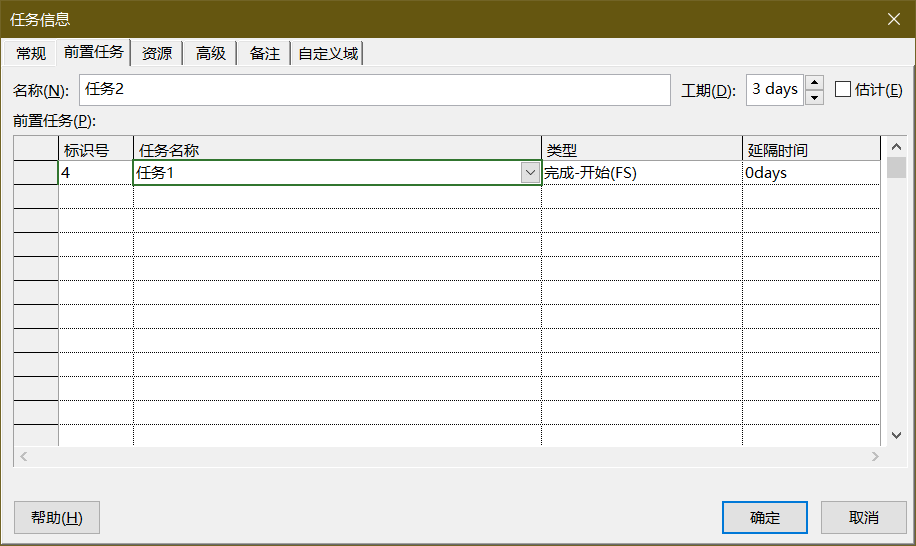 任务信息
常规 前置任务 资源 高级 备注 自定义域
名称(N): 任务2 工期(D): 3 days 估计(E)
前置任务(P):
标识号 任务名称 类型 延隔时间
4 任务1 完成-开始(FS) 0days
帮助(H) 确定 取消